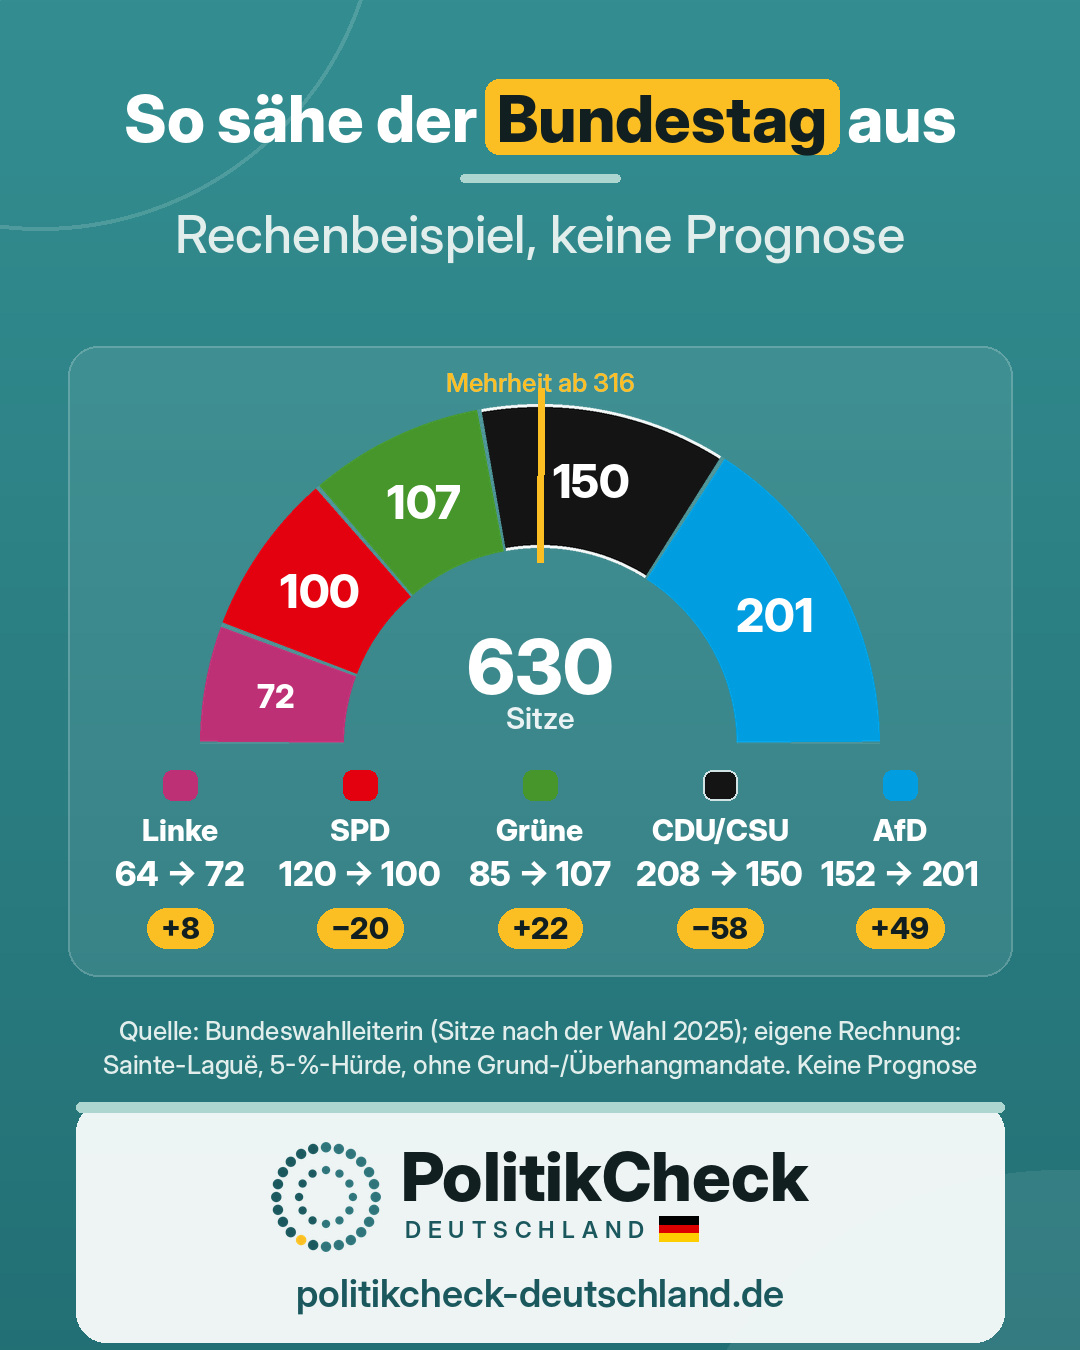 So sähe der Bundestag aus
Rechenbeispiel, keine Prognose
Mehrheit ab 316
72
100
107
150
201
630
Sitze
Linke SPD Grüne CDU/CSU AfD
64 → 72 120 → 100 85 → 107 208 → 150 152 → 201
+8 −20 +22 −58 +49
Quelle: Bundeswahlleiterin (Sitze nach der Wahl 2025); eigene Rechnung:
Sainte-Laguë, 5-%-Hürde, ohne Grund-/Überhangmandate. Keine Prognose
PolitikCheck
DEUTSCHLAND
politikcheck-deutschland.de